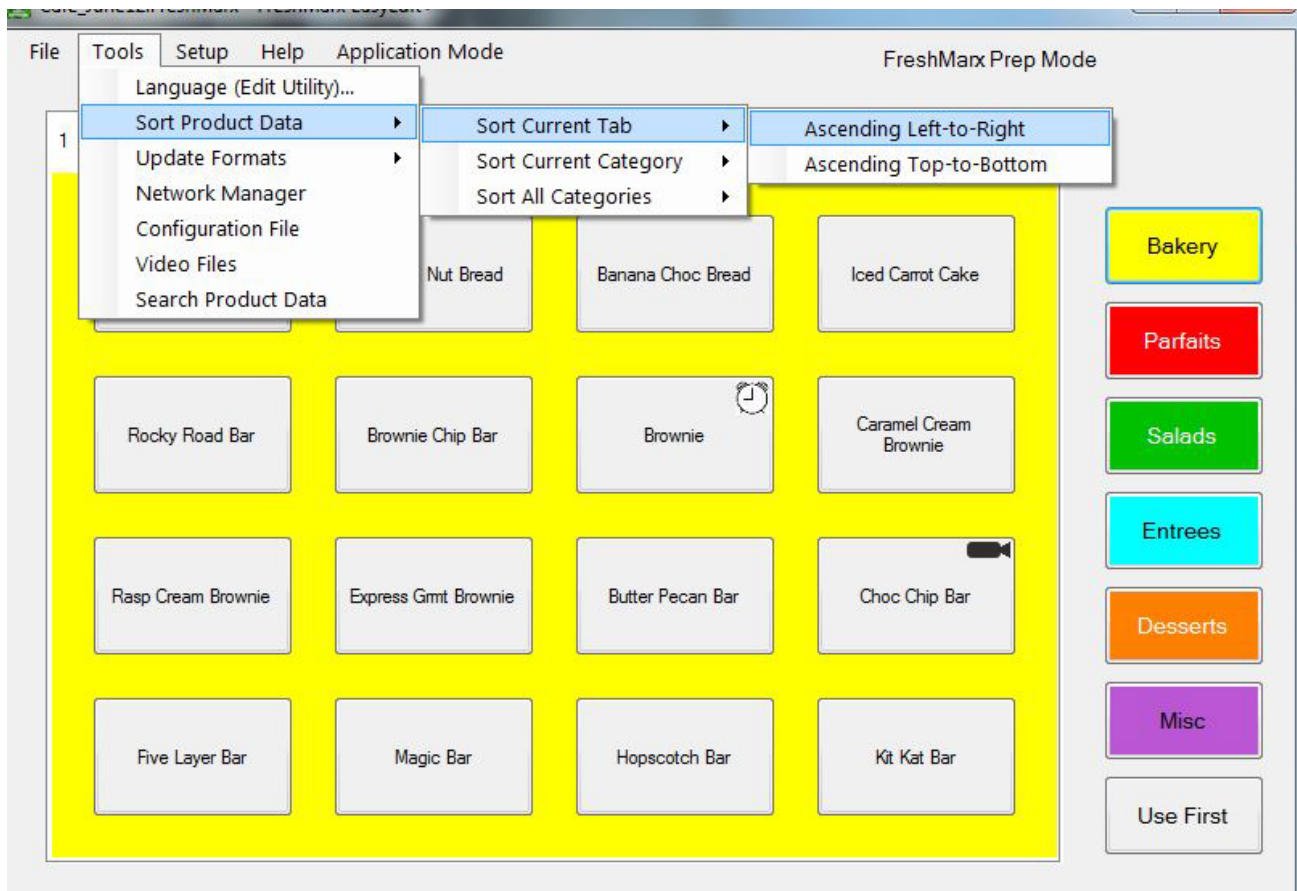 File Tools Setup Help Application Mode
FreshMarx Prep Mode
Language (Edit Utility)...
Sort Product Data
Update Formats
Network Manager
Configuration File
Video Files
Search Product Data
Sort Current Tab
Sort Current Category
Sort All Categories
Ascending Left-to-Right
Ascending Top-to-Bottom
1
Nut Bread
Banana Choc Bread
Iced Carrot Cake
Rocky Road Bar
Brownie Chip Bar
Brownie
Caramel Cream
Brownie
Rasp Cream Brownie
Express Grmt Brownie
Butter Pecan Bar
Choc Chip Bar
Five Layer Bar
Magic Bar
Hopscotch Bar
Kit Kat Bar
Bakery
Parfaits
Salads
Entrees
Desserts
Misc
Use First